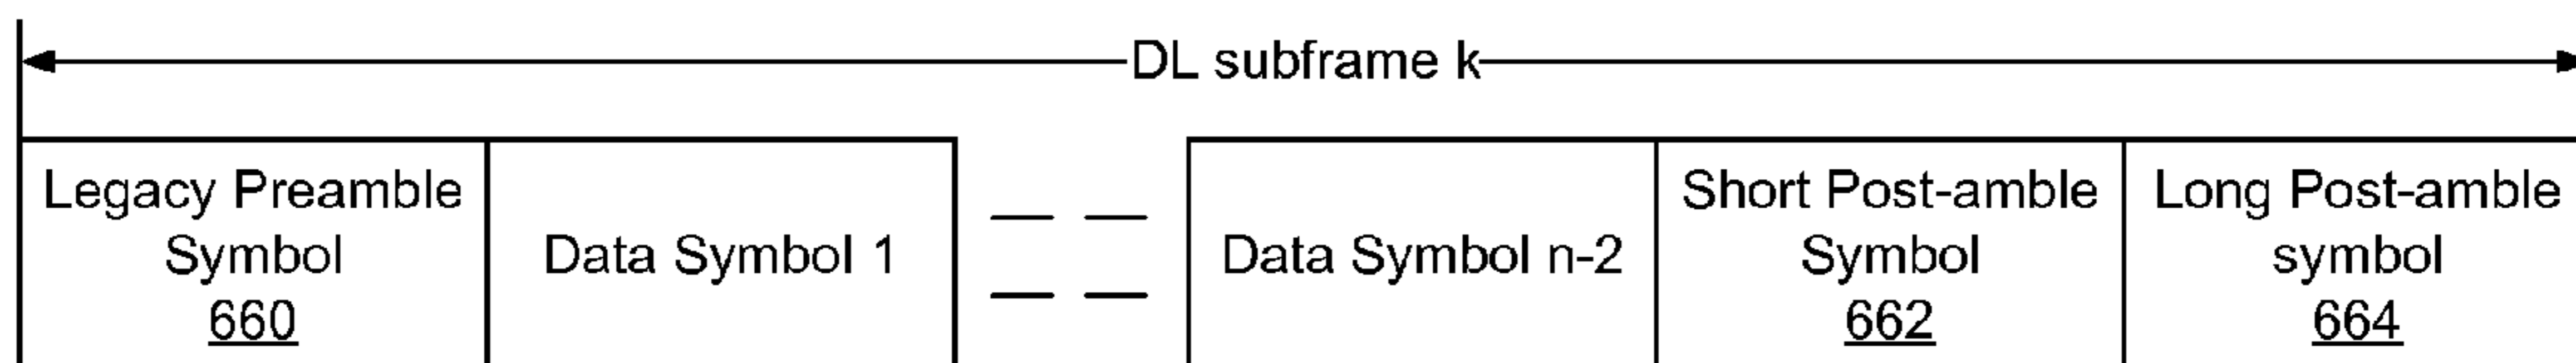 DL subframe k
Legacy Preamble
Symbol
660
Data Symbol 1
Data Symbol n-2
Short Post-amble
Symbol
662
Long Post-amble
symbol
664